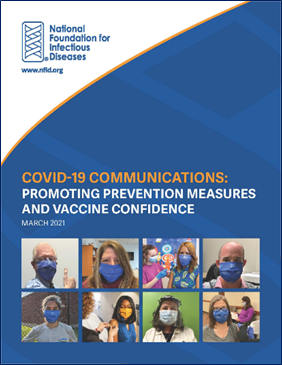 National
Foundation for
Infectious
Diseases
www.nfid.org
COVID-19 COMMUNICATIONS:
PROMOTING PREVENTION MEASURES
AND VACCINE CONFIDENCE
MARCH 2021